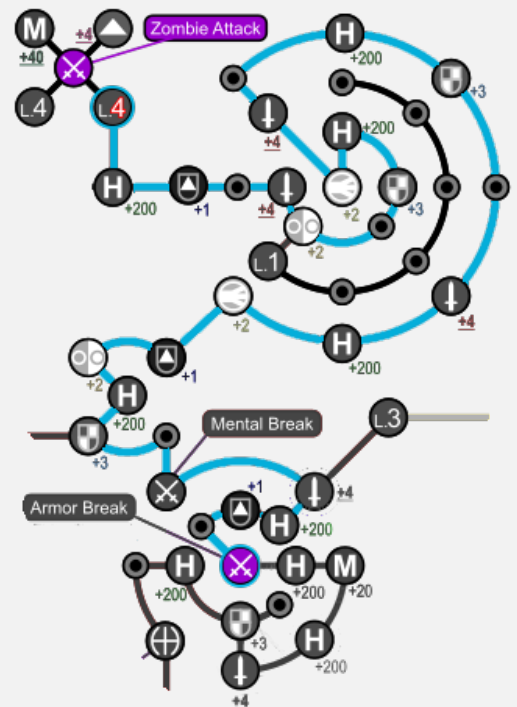 M
+4
Zombie Attack
+40
L.4
L.4
H
+200
+3
+4
H
+200
H
+200
+1
+4
+2
+3
+2
L.1
+2
+4
H
+200
+2
+1
H
+200
+3
Mental Break
L.3
+4
+1
H
+200
Armor Break
H
+200
H
+200
M
+20
+3
H
+200
+4